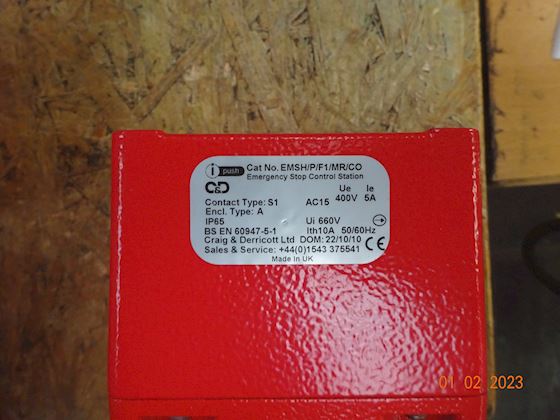 i push Cat No. EMSH/P/F1/MR/CO
Emergency Stop Control Station
C&D
Ue Ie
Contact Type: S1 AC15 400V 5A
Encl. Type: A
IP65 Ui 660V
BS EN 60947-5-1 Ith10A 50/60Hz
Craig & Derricott Ltd DOM: 22/10/10 CE
Sales & Service: +44(0)1543 375541
Made in UK
01 02 2023